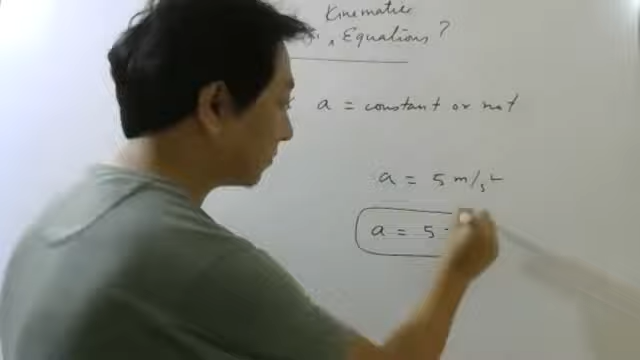 Kinematics
Equations?
a = constant or not
a = 5 m/s²
a = 5